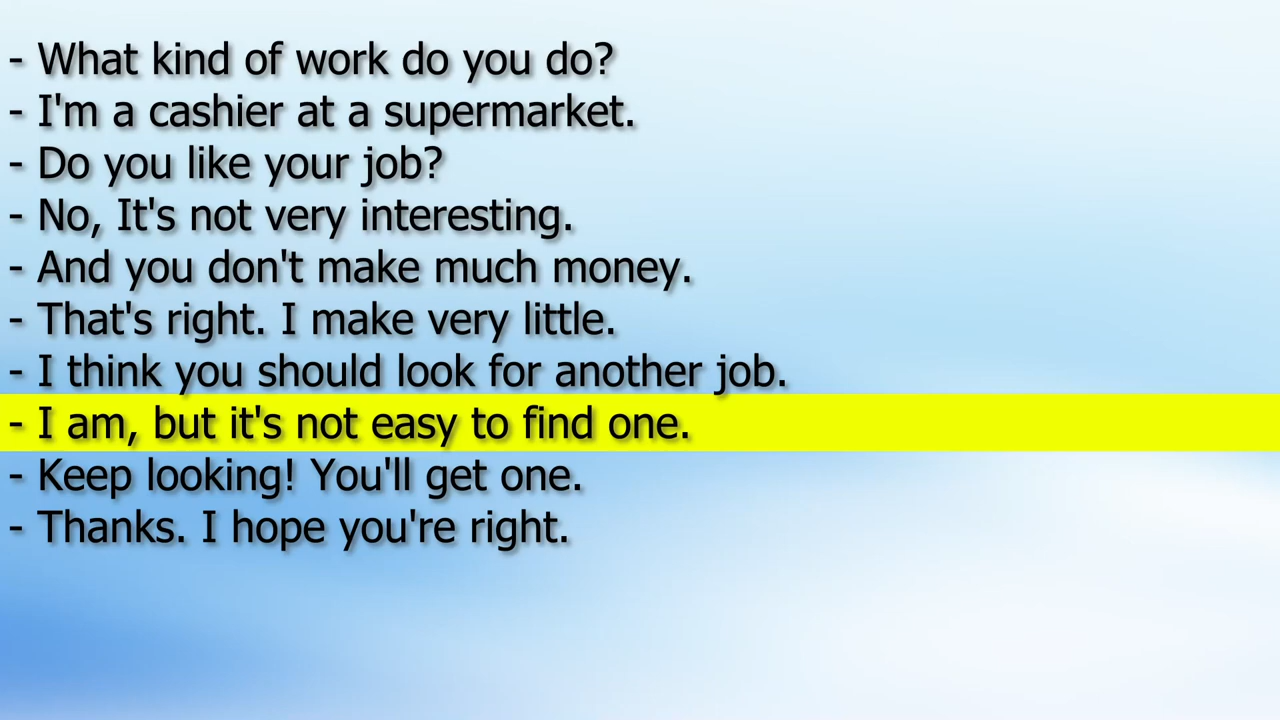 - What kind of work do you do?
- I'm a cashier at a supermarket.
- Do you like your job?
- No, It's not very interesting.
- And you don't make much money.
- That's right. I make very little.
- I think you should look for another job.
- I am, but it's not easy to find one.
- Keep looking! You'll get one.
- Thanks. I hope you're right.